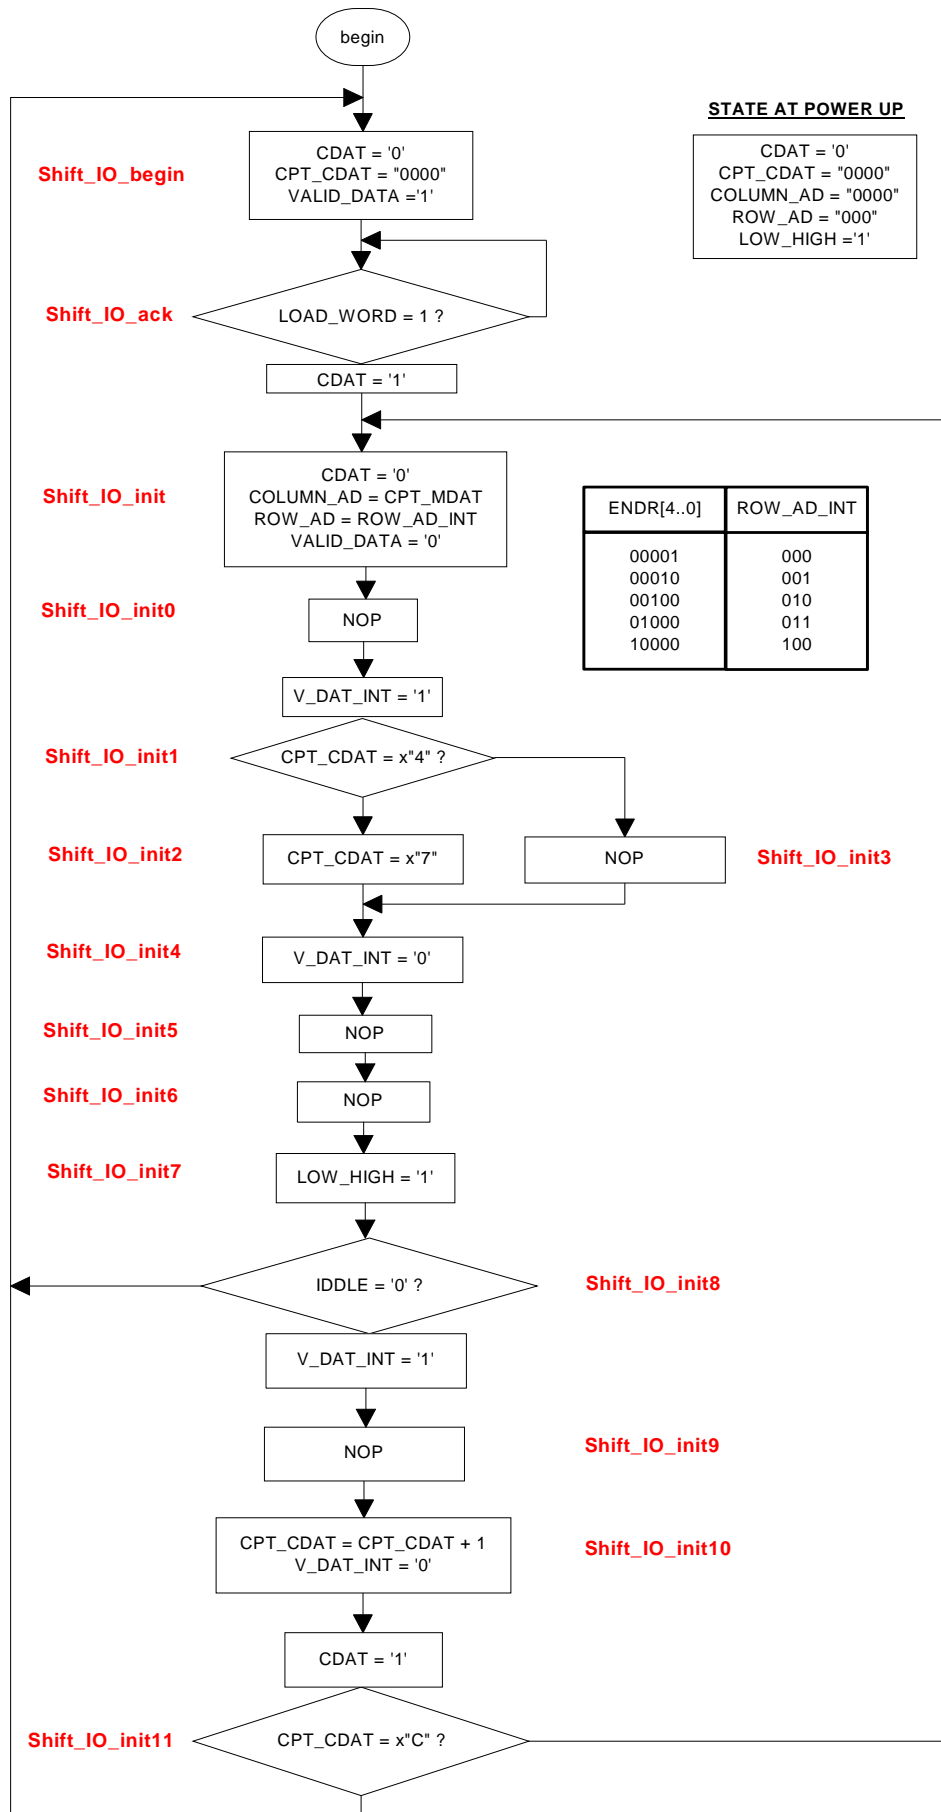 begin
STATE AT POWER UP
CDAT = '0'
CPT_CDAT = "0000"
COLUMN_AD = "0000"
ROW_AD = "000"
LOW_HIGH ='1'
Shift_IO_begin
CDAT = '0'
CPT_CDAT = "0000"
VALID_DATA ='1'
Shift_IO_ack
LOAD_WORD = 1 ?
CDAT = '1'
Shift_IO_init
CDAT = '0'
COLUMN_AD = CPT_MDAT
ROW_AD = ROW_AD_INT
VALID_DATA = '0'
ENDR[4..0] ROW_AD_INT
00001 000
00010 001
00100 010
01000 011
10000 100
Shift_IO_init0
NOP
V_DAT_INT = '1'
Shift_IO_init1
CPT_CDAT = x"4" ?
Shift_IO_init2
CPT_CDAT = x"7"
NOP
Shift_IO_init3
Shift_IO_init4
V_DAT_INT = '0'
Shift_IO_init5
NOP
Shift_IO_init6
NOP
Shift_IO_init7
LOW_HIGH = '1'
IDDLE = '0' ?
Shift_IO_init8
V_DAT_INT = '1'
NOP
Shift_IO_init9
CPT_CDAT = CPT_CDAT + 1
V_DAT_INT = '0'
Shift_IO_init10
CDAT = '1'
Shift_IO_init11
CPT_CDAT = x"C" ?